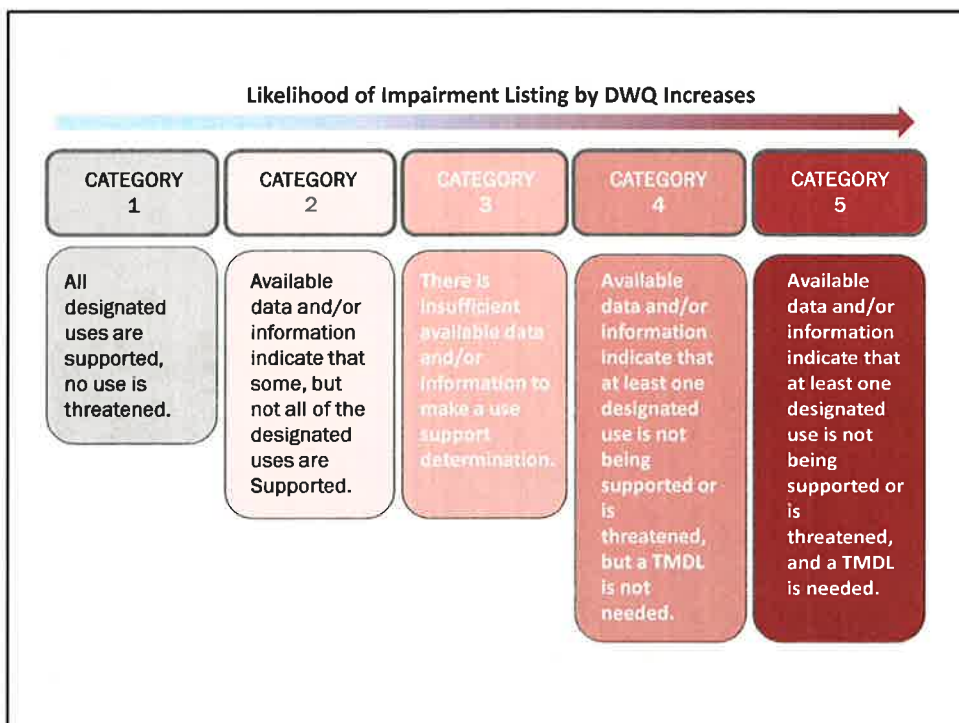 Likelihood of Impairment Listing by DWQ Increases
CATEGORY
1
CATEGORY
2
CATEGORY
3
CATEGORY
4
CATEGORY
5
All
designated
uses are
supported,
no use is
threatened.
Available
data and/or
information
indicate that
some, but
not all of the
designated
uses are
Supported.
There is
insufficient
available data
and/or
information to
make a use
support
determination.
Available
data and/or
information
indicate that
at least one
designated
use is not
being
supported or
is
threatened,
but a TMDL
is not
needed.
Available
data and/or
information
indicate that
at least one
designated
use is not
being
supported or
is
threatened,
and a TMDL
is needed.